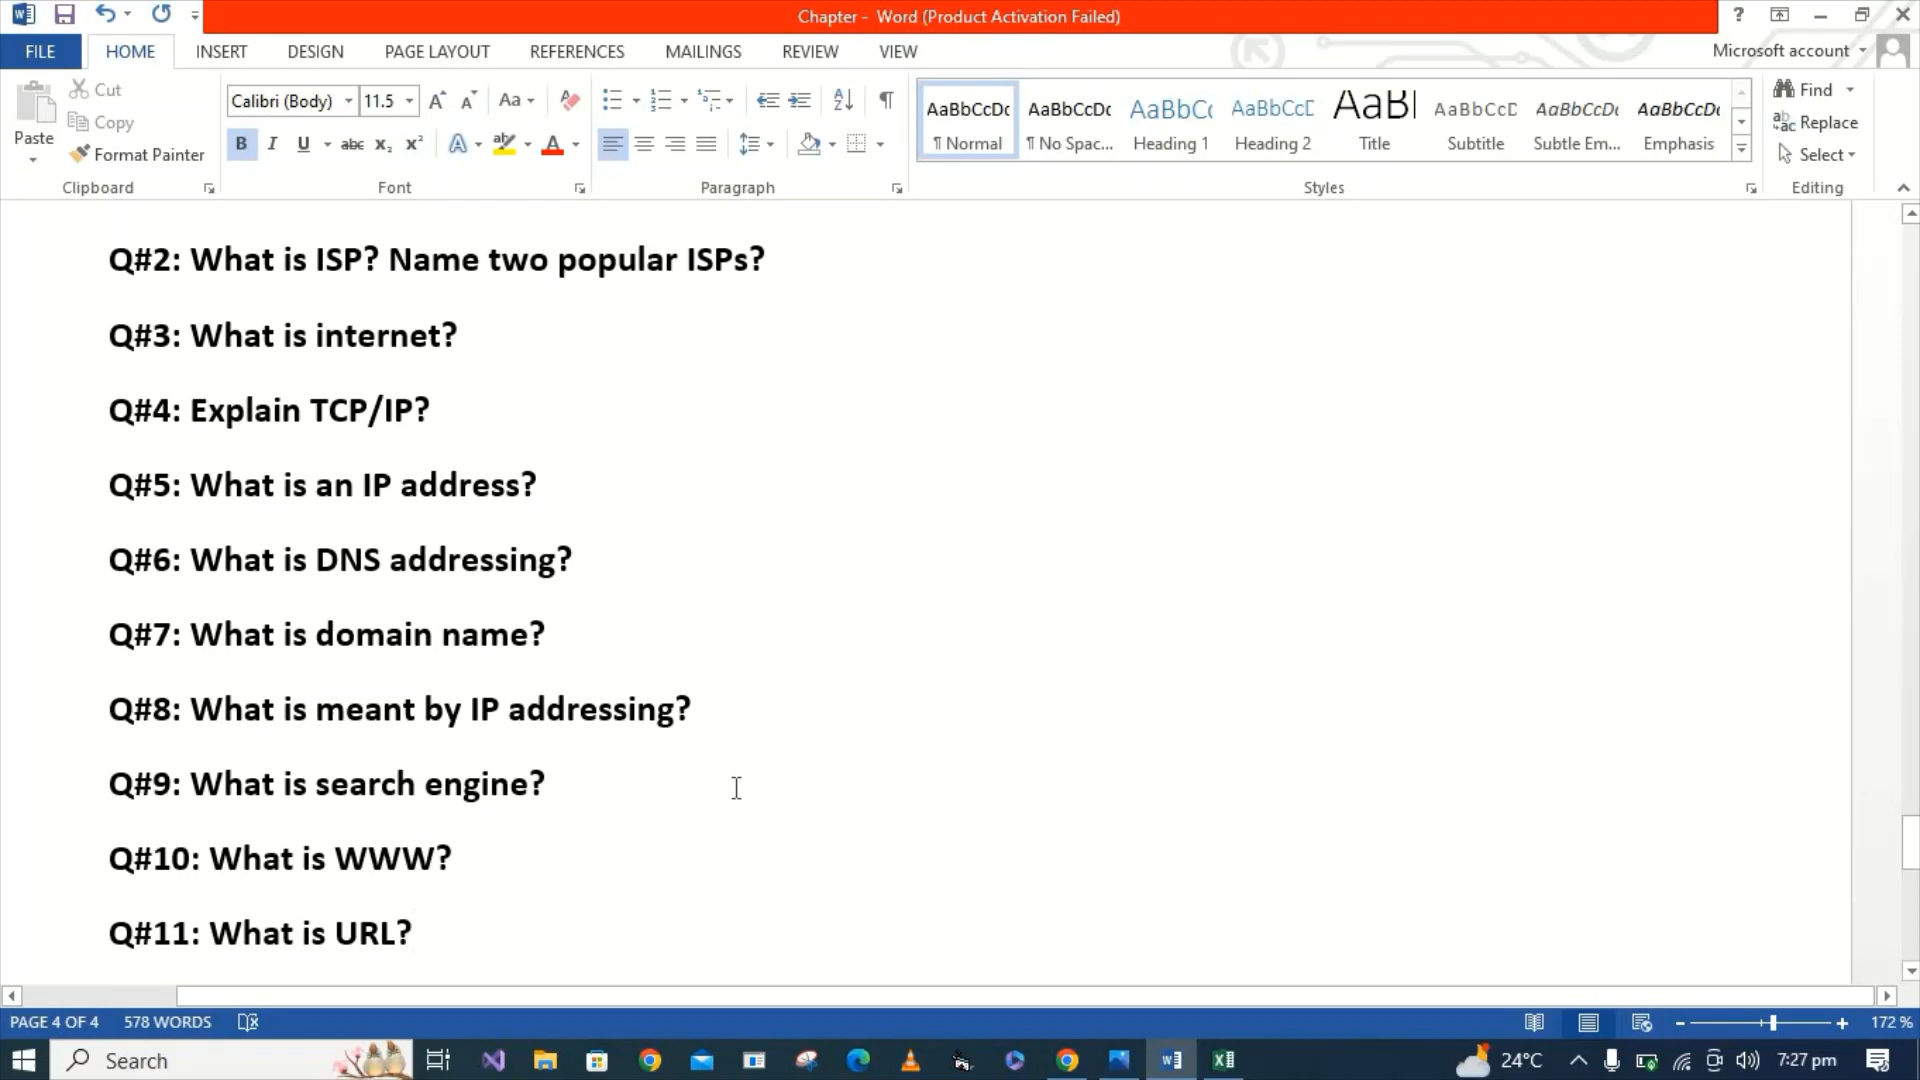 Chapter - Word (Product Activation Failed)
FILE HOME INSERT DESIGN PAGE LAYOUT REFERENCES MAILINGS REVIEW VIEW Microsoft account
Cut
Copy
Paste
Format Painter
Calibri (Body) 11.5
AaBbCcDc ¶ Normal
AaBbCcDc ¶ No Spac...
AaBbC Heading 1
AaBbCcE Heading 2
AaBl Title
AaBbCcD Subtitle
AaBbCcDc Subtle Em...
AaBbCcDc Emphasis
Find
Replace
Select
Clipboard Font Paragraph Styles Editing
Q#2: What is ISP? Name two popular ISPs?
Q#3: What is internet?
Q#4: Explain TCP/IP?
Q#5: What is an IP address?
Q#6: What is DNS addressing?
Q#7: What is domain name?
Q#8: What is meant by IP addressing?
Q#9: What is search engine?
Q#10: What is WWW?
Q#11: What is URL?
PAGE 4 OF 4 578 WORDS 172 %
Search 24°C 7:27 pm